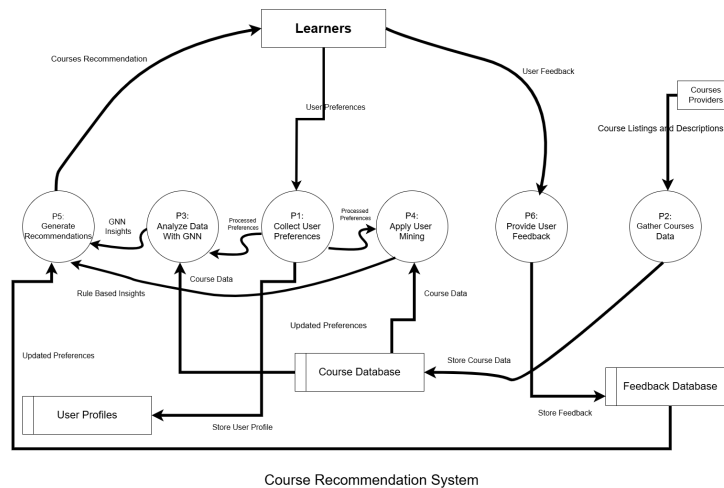 Learners
Courses Recommendation
User Feedback
Courses
Providers
User Preferences
Course Listings and Descriptions
P5:
Generate
Recommendations
GNN
Insights
P3:
Analyze Data
With GNN
Processed
Preferences
P1:
Collect User
Preferences
Processed
Preferences
P4:
Apply User
Mining
P6:
Provide User
Feedback
P2:
Gather Courses
Data
Course Data
Rule Based Insights
Course Data
Updated Preferences
Updated Preferences
Store Course Data
Course Database
Feedback Database
User Profiles
Store User Profile
Store Feedback
Course Recommendation System